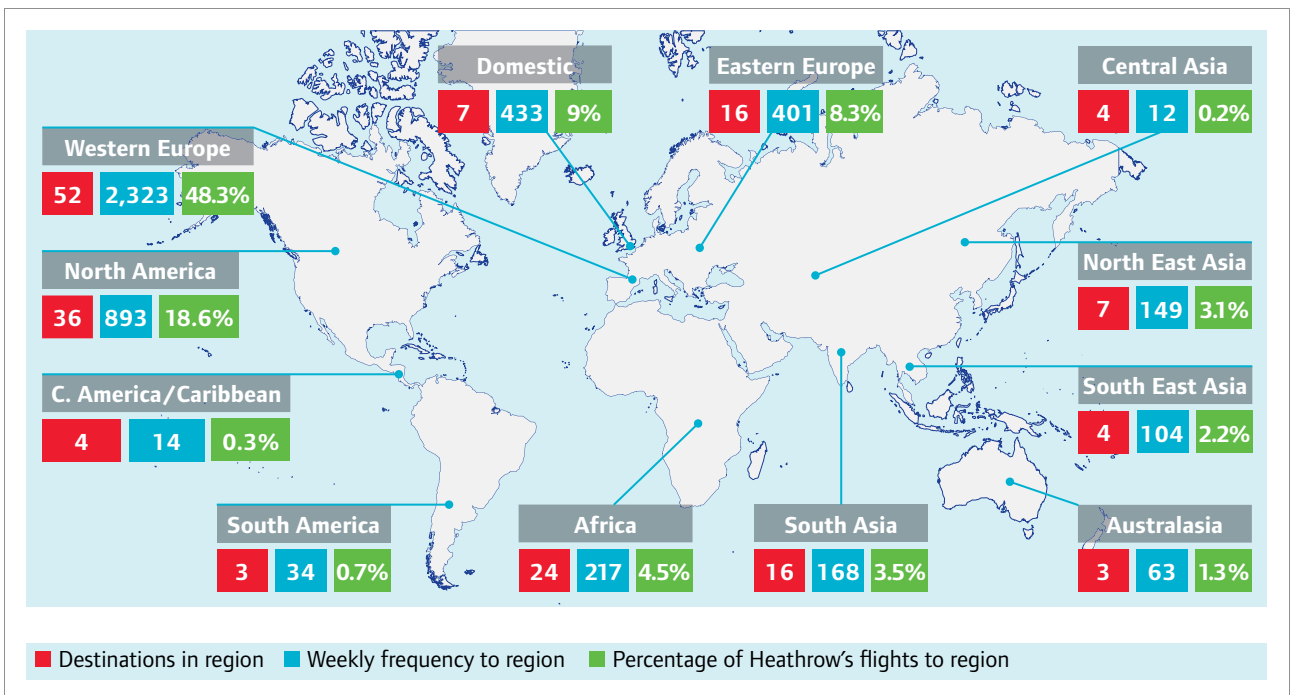 Domestic
7 433 9%
Eastern Europe
16 401 8.3%
Central Asia
4 12 0.2%
Western Europe
52 2,323 48.3%
North America
36 893 18.6%
North East Asia
7 149 3.1%
C. America/Caribbean
4 14 0.3%
South East Asia
4 104 2.2%
South America
3 34 0.7%
Africa
24 217 4.5%
South Asia
16 168 3.5%
Australasia
3 63 1.3%
Destinations in region Weekly frequency to region Percentage of Heathrow's flights to region